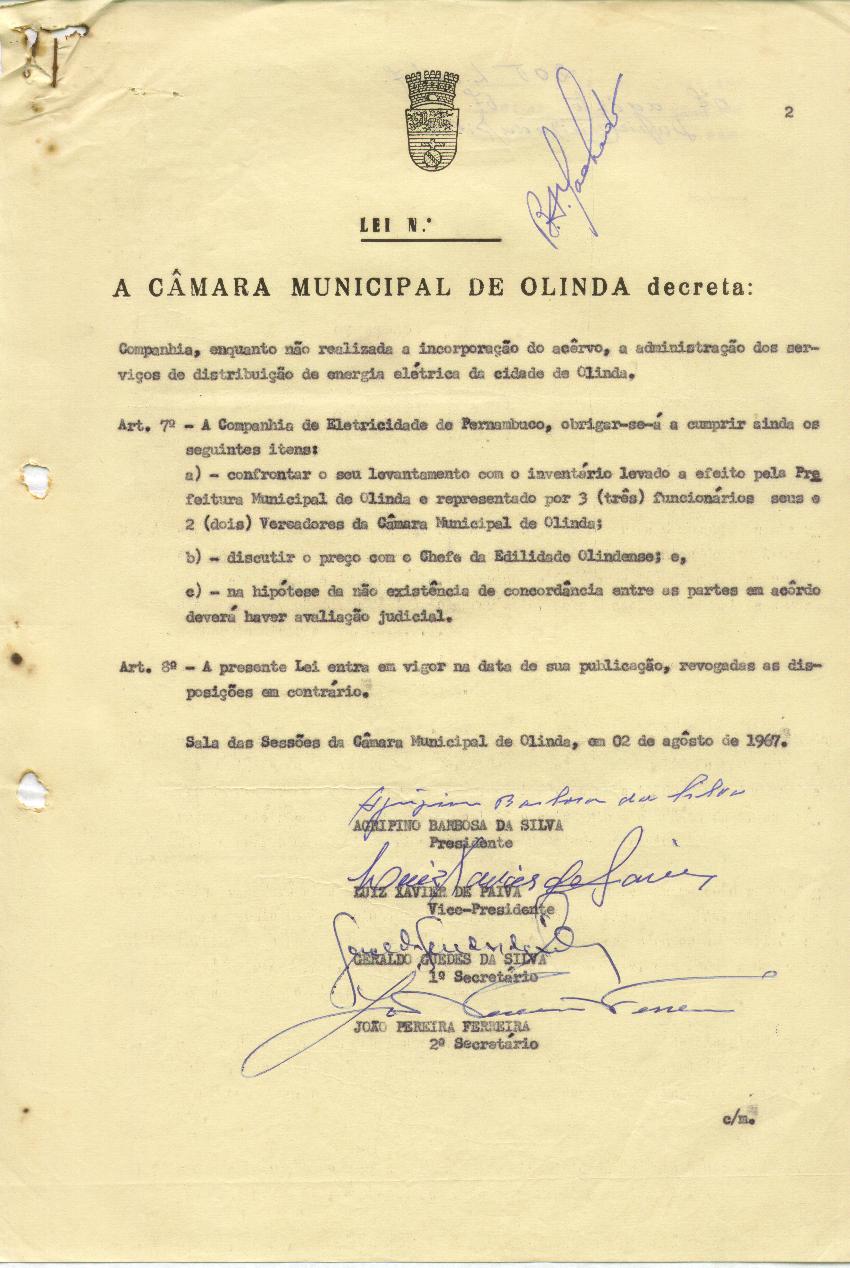 2
LEI N.º
A CÂMARA MUNICIPAL DE OLINDA decreta:
Companhia, enquanto não realizada a incorporação do acêrvo, a administração dos ser-
viços de distribuição de energia elétrica da cidade de Olinda.
Art. 7º - A Companhia de Eletricidade de Pernambuco, obrigar-se-á a cumprir ainda os
seguintes itens:
a) - confrontar o seu levantamento com o inventário levado a efeito pela Pre
feitura Municipal de Olinda e representado por 3 (três) funcionários seus e
2 (dois) Vereadores da Câmara Municipal de Olinda;
b) - discutir o preço com o Chefe da Edilidade Olindense; e,
c) - na hipótese da não existência de concordância entre as partes em acôrdo
deverá haver avaliação judicial.
Art. 8º - A presente Lei entra em vigor na data de sua publicação, revogadas as dis-
posições em contrário.
Sala das Sessões da Câmara Municipal de Olinda, em 02 de agôsto de 1967.
Agripino Barbosa da Silva
AGRIPINO BARBOSA DA SILVA
Presidente
Luiz Xavier de
LUIZ XAVIER DE PAIVA
Vice-Presidente
GERALDO GUEDES DA SILVA
1º Secretário
JOÃO PEREIRA FERREIRA
2º Secretário
c/m.